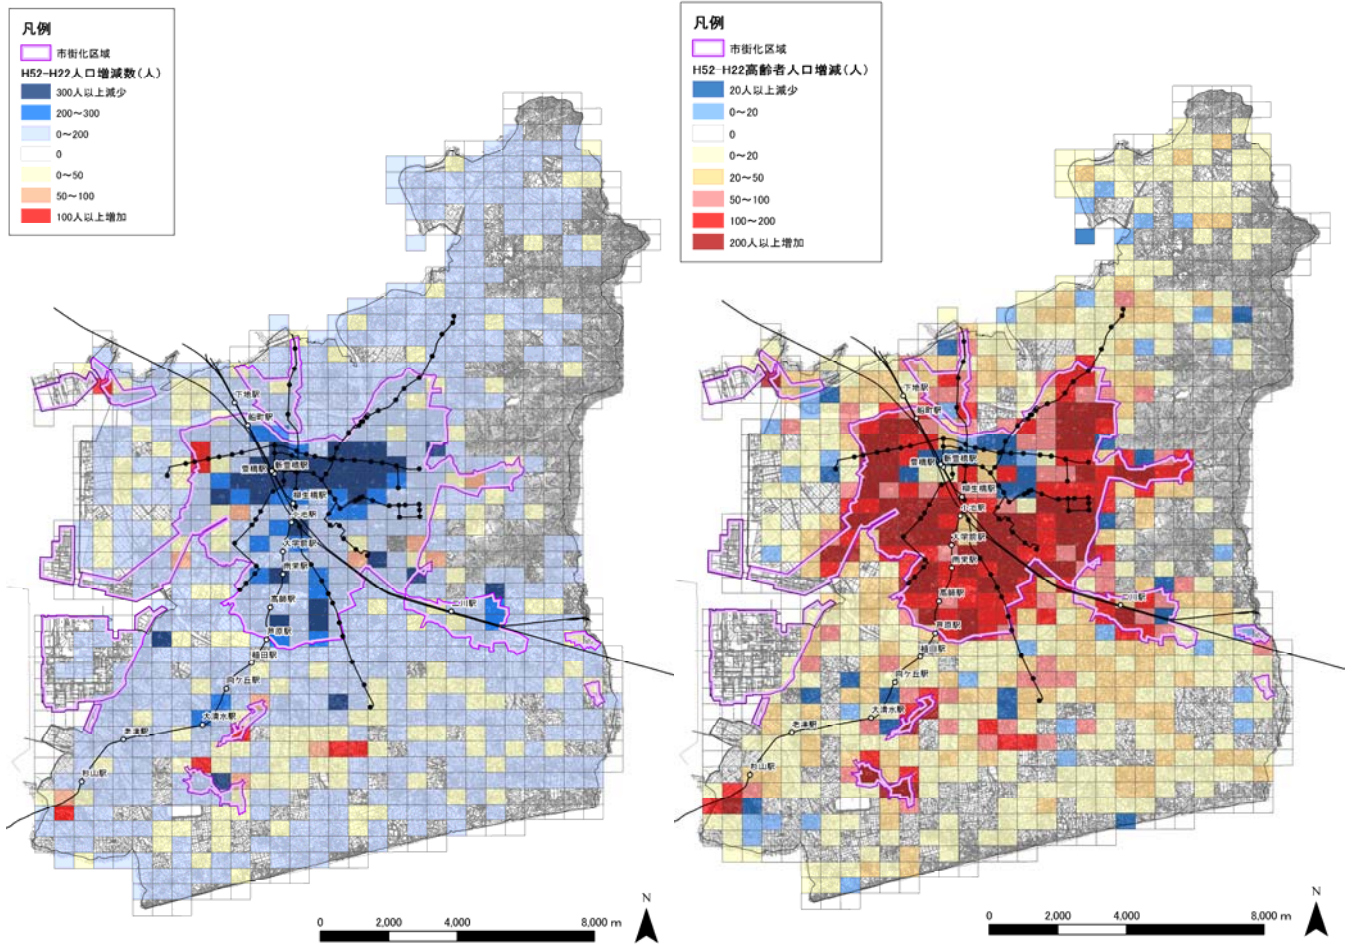 凡例
市街化区域
H52-H22人口増減数(人)
300人以上減少
200～300
0～200
0
0～50
50～100
100人以上増加
下地駅
船町駅
豊橋駅
新豊橋駅
柳生橋駅
小池駅
大学前駅
南栄駅
高師駅
芦原駅
植田駅
向ケ丘駅
大清水駅
老津駅
杉山駅
二川駅
N
0 2,000 4,000 8,000 m
凡例
市街化区域
H52-H22高齢者人口増減(人)
20人以上減少
0～20
0
0～20
20～50
50～100
100～200
200人以上増加
下地駅
船町駅
豊橋駅
新豊橋駅
柳生橋駅
小池駅
大学前駅
南栄駅
高師駅
芦原駅
植田駅
向ケ丘駅
大清水駅
老津駅
杉山駅
二川駅
N
0 2,000 4,000 8,000 m